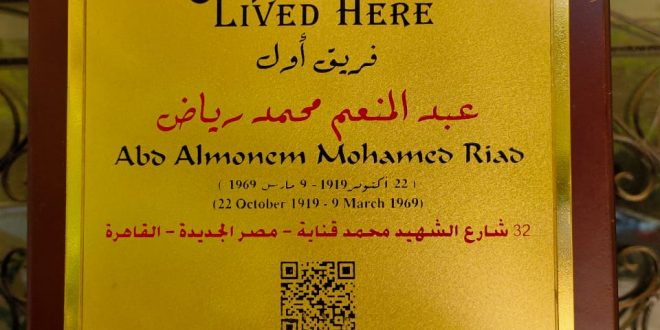 Lived Here
فريق أول
عبد المنعم محمد رياض
Abd Almonem Mohamed Riad
( 22 أكتوبر 1919 - 9 مارس 1969 )
(22 October 1919 - 9 March 1969)
32 شارع الشهيد محمد قناية - مصر الجديدة - القاهرة